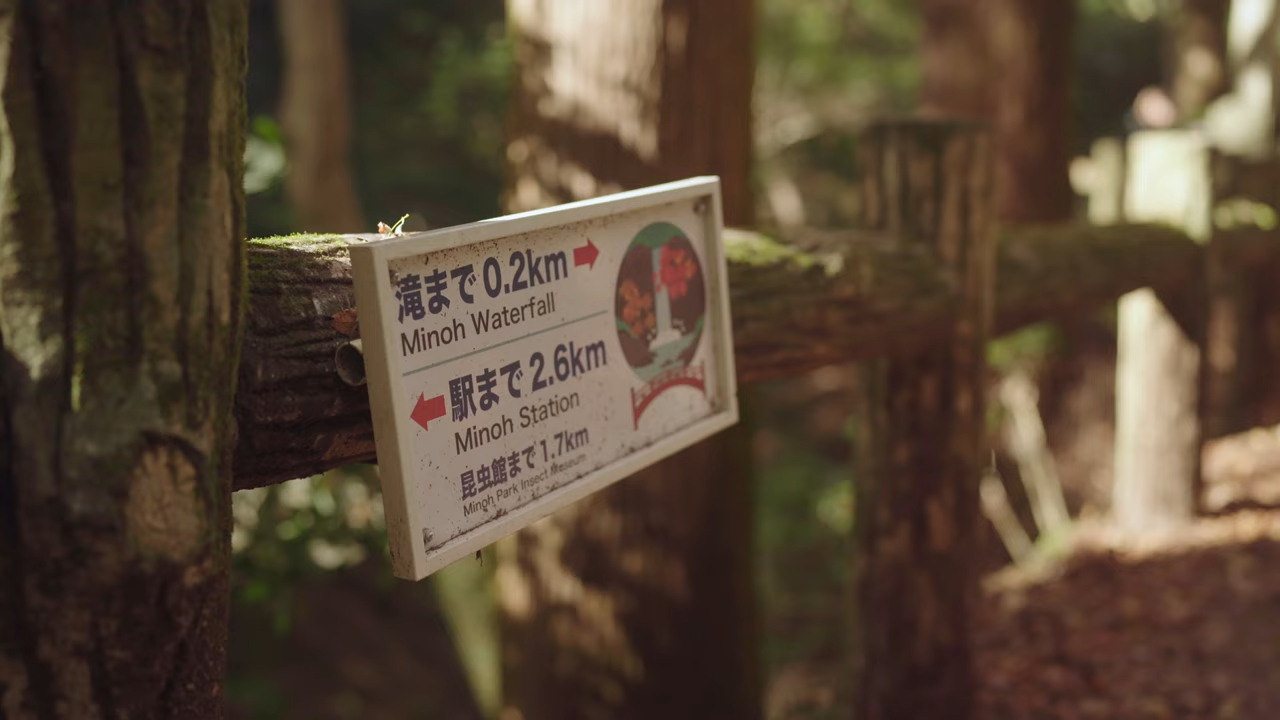 滝まで 0.2km
Minoh Waterfall
駅まで 2.6km
Minoh Station
昆虫館まで 1.7km
Minoh Park Insect Museum